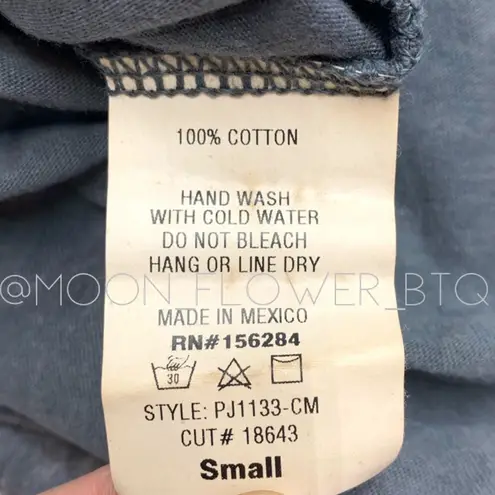 100% COTTON
HAND WASH
WITH COLD WATER
DO NOT BLEACH
HANG OR LINE DRY
@MOON_FLOWER_BTQ
MADE IN MEXICO
RN#156284
30
STYLE: PJ1133-CM
CUT# 18643
Small